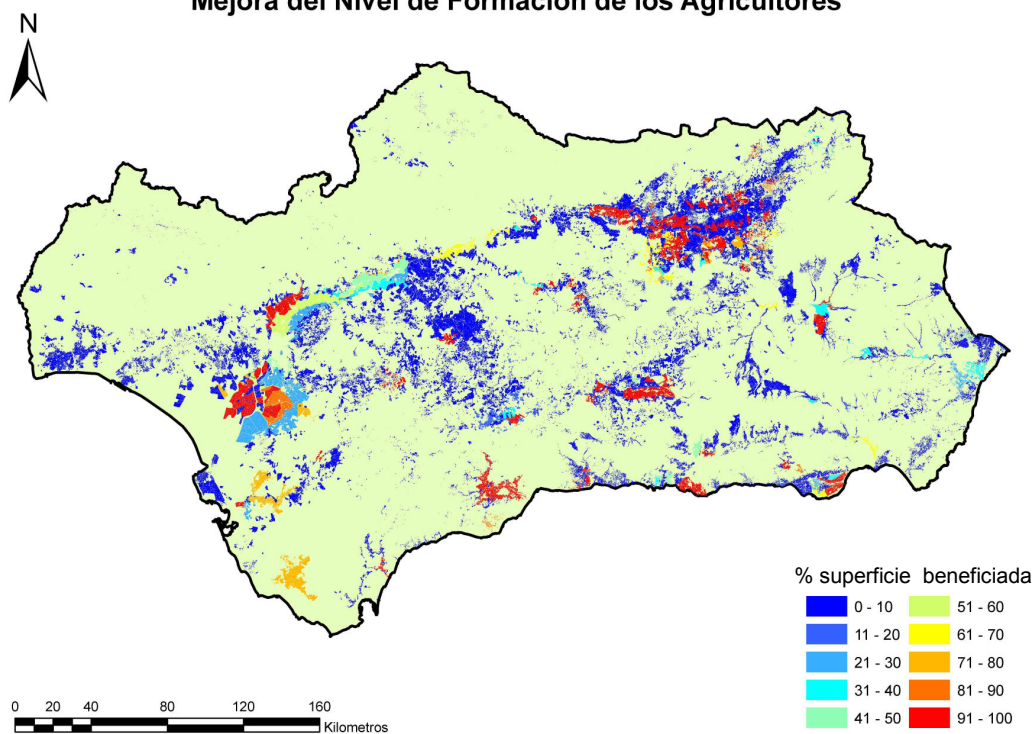 Mejora del Nivel de Formación de los Agricultores
N
% superficie beneficiada
0 - 10 51 - 60
11 - 20 61 - 70
21 - 30 71 - 80
31 - 40 81 - 90
41 - 50 91 - 100
0 20 40 80 120 160
Kilometros